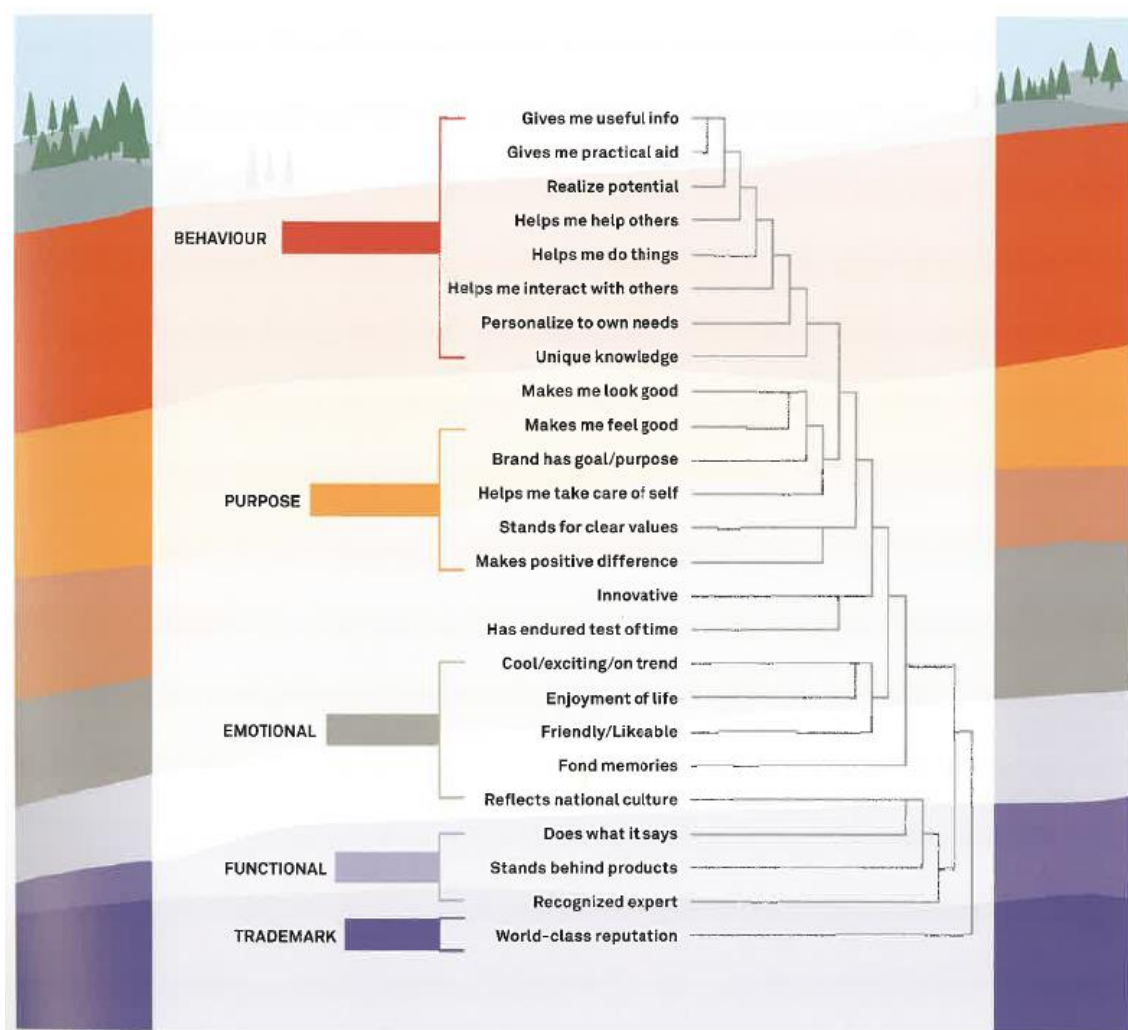 Gives me useful info
Gives me practical aid
Realize potential
Helps me help others
BEHAVIOUR
Helps me do things
Helps me interact with others
Personalize to own needs
Unique knowledge
Makes me look good
Makes me feel good
Brand has goal/purpose
PURPOSE
Helps me take care of self
Stands for clear values
Makes positive difference
Innovative
Has endured test of time
Cool/exciting/on trend
Enjoyment of life
EMOTIONAL
Friendly/Likeable
Fond memories
Reflects national culture
Does what it says
FUNCTIONAL
Stands behind products
Recognized expert
TRADEMARK
World-class reputation